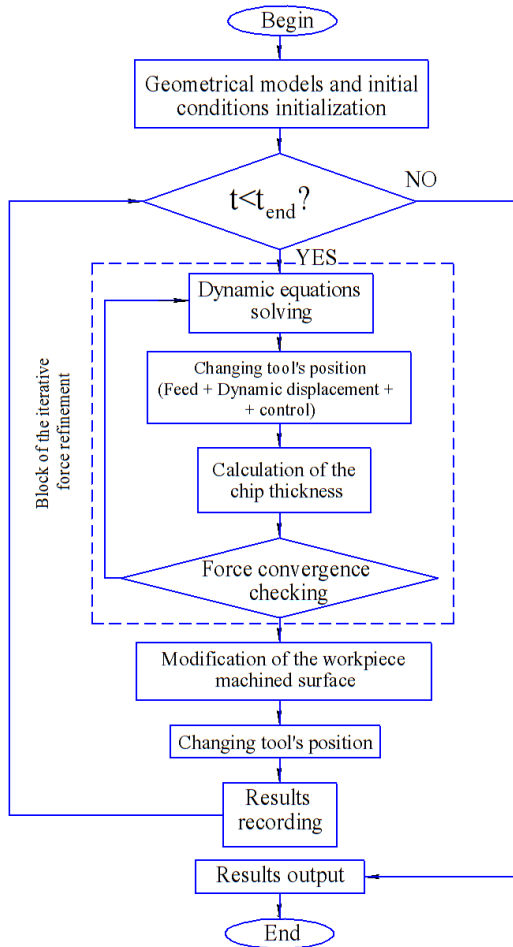 Begin
Geometrical models and initial
conditions initialization
t<t_end?
NO
YES
Dynamic equations
solving
Changing tool's position
(Feed + Dynamic displacement +
+ control)
Calculation of the
chip thickness
Force convergence
checking
Block of the iterative
force refinement
Modification of the workpiece
machined surface
Changing tool's position
Results
recording
Results output
End